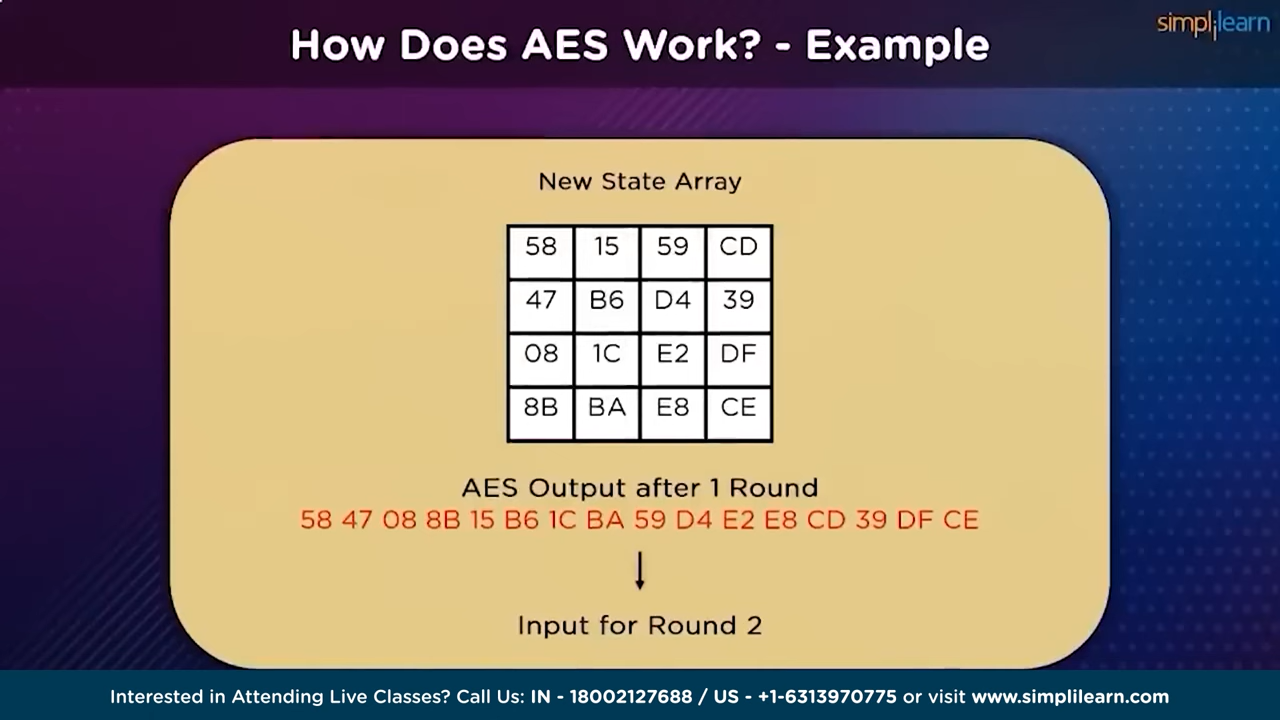 How Does AES Work? - Example
simplilearn
New State Array
58 15 59 CD
47 B6 D4 39
08 1C E2 DF
8B BA E8 CE
AES Output after 1 Round
58 47 08 8B 15 B6 1C BA 59 D4 E2 E8 CD 39 DF CE
Input for Round 2
Interested in Attending Live Classes? Call Us: IN - 18002127688 / US - +1-6313970775 or visit www.simplilearn.com